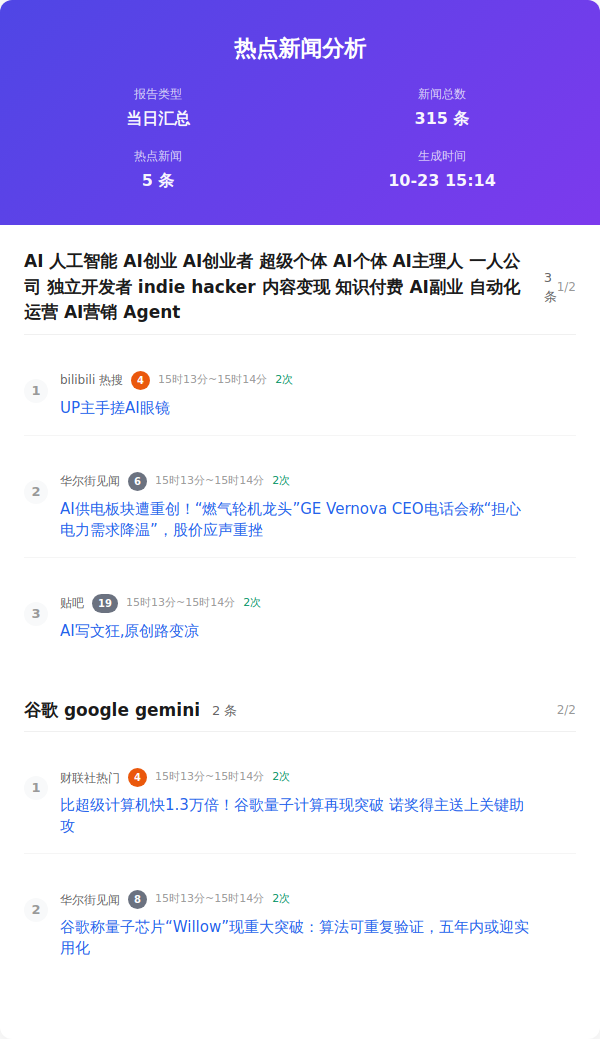 热点新闻分析
报告类型
新闻总数
当日汇总
315 条
热点新闻
生成时间
5 条
10-23 15:14
AI 人工智能 AI创业 AI创业者 超级个体 AI个体 AI主理人 一人公
司 独立开发者 indie hacker 内容变现 知识付费 AI副业 自动化
运营 AI营销 Agent
3
条
1/2
1
bilibili 热搜 4 15时13分~15时14分 2次
UP主手搓AI眼镜
2
华尔街见闻 6 15时13分~15时14分 2次
AI供电板块遭重创！“燃气轮机龙头”GE Vernova CEO电话会称“担心
电力需求降温”，股价应声重挫
3
贴吧 19 15时13分~15时14分 2次
AI写文狂,原创路变凉
谷歌 google gemini 2 条 2/2
1
财联社热门 4 15时13分~15时14分 2次
比超级计算机快1.3万倍！谷歌量子计算再现突破 诺奖得主送上关键助
攻
2
华尔街见闻 8 15时13分~15时14分 2次
谷歌称量子芯片“Willow”现重大突破：算法可重复验证，五年内或迎实
用化